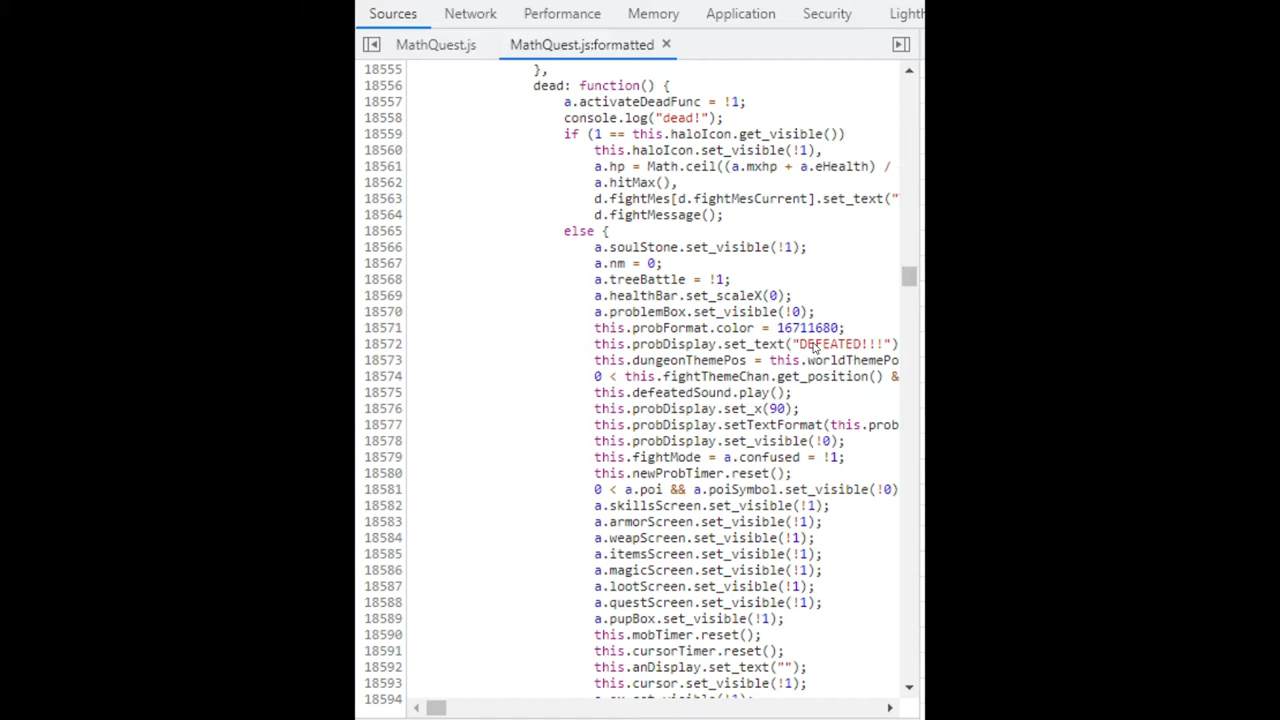 Sources Network Performance Memory Application Security Lighth
MathQuest.js MathQuest.js:formatted ×
18555 },
18556 dead: function() {
18557 a.activateDeadFunc = !1;
18558 console.log("dead!");
18559 if (1 == this.haloIcon.get_visible())
18560 this.haloIcon.set_visible(!1),
18561 a.hp = Math.ceil((a.mxhp + a.eHealth) /
18562 a.hitMax(),
18563 d.fightMes[d.fightMesCurrent].set_text("
18564 d.fightMessage();
18565 else {
18566 a.soulStone.set_visible(!1);
18567 a.nm = 0;
18568 a.treeBattle = !1;
18569 a.healthBar.set_scaleX(0);
18570 a.problemBox.set_visible(!0);
18571 this.probFormat.color = 16711680;
18572 this.probDisplay.set_text("DEFEATED!!!")
18573 this.dungeonThemePos = this.worldThemePo
18574 0 < this.fightThemeChan.get_position() &
18575 this.defeatedSound.play();
18576 this.probDisplay.set_x(90);
18577 this.probDisplay.setTextFormat(this.prob
18578 this.probDisplay.set_visible(!0);
18579 this.fightMode = a.confused = !1;
18580 this.newProbTimer.reset();
18581 0 < a.poi && a.poiSymbol.set_visible(!0)
18582 a.skillsScreen.set_visible(!1);
18583 a.armorScreen.set_visible(!1);
18584 a.weapScreen.set_visible(!1);
18585 a.itemsScreen.set_visible(!1);
18586 a.magicScreen.set_visible(!1);
18587 a.lootScreen.set_visible(!1);
18588 a.questScreen.set_visible(!1);
18589 a.pupBox.set_visible(!1);
18590 this.mobTimer.reset();
18591 this.cursorTimer.reset();
18592 this.anDisplay.set_text("");
18593 this.cursor.set_visible(!1);
18594